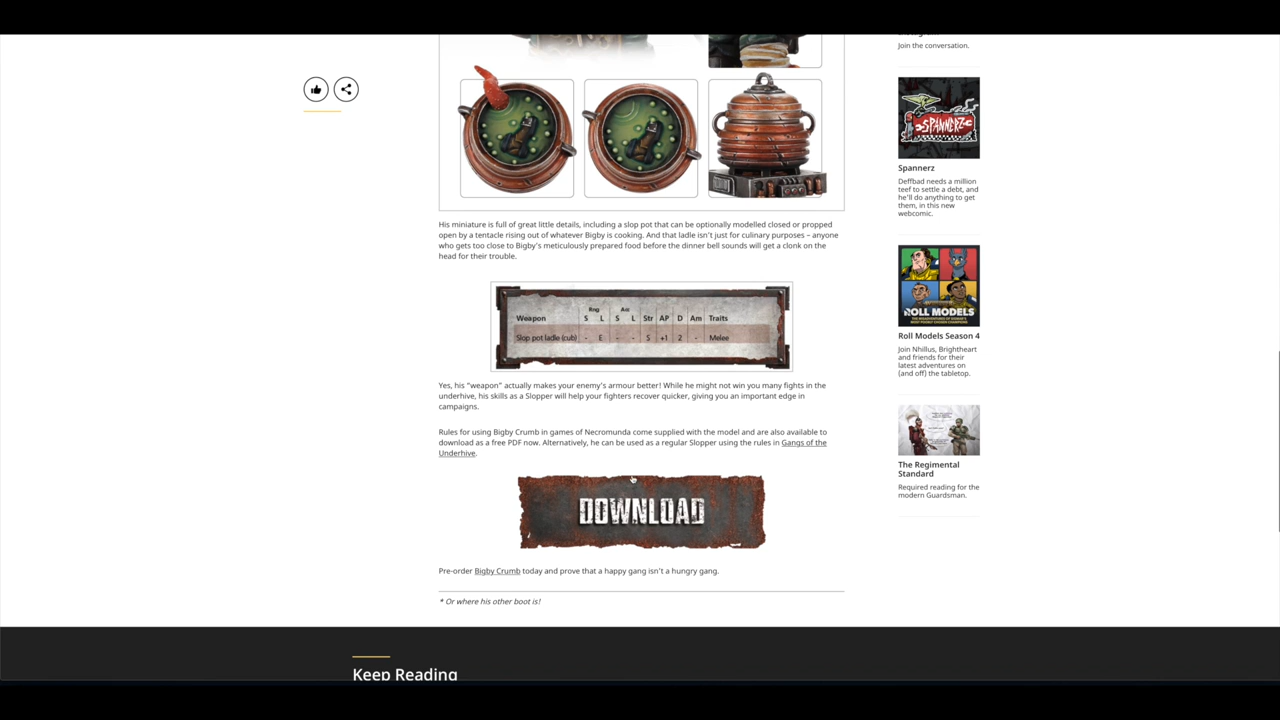 Join the conversation.
SPANNERZ
Spannerz
Deffbad needs a million
teef to settle a debt, and
he'll do anything to get
them, in this new
webcomic.
ROLL MODELS
Roll Models Season 4
Join Nhillus, Brightheart
and friends for their
latest adventures on
(and off) the tabletop.
The Regimental
Standard
Required reading for the
modern Guardsman.
His miniature is full of great little details, including a slop pot that can be optionally modelled closed or propped
open by a tentacle rising out of whatever Bigby is cooking. And that ladle isn't just for culinary purposes – anyone
who gets too close to Bigby's meticulously prepared food before the dinner bell sounds will get a clonk on the
head for their trouble.
Rng Arc
Weapon S L S L Str AP D Am Traits
Slop pot ladle (cub) - E - - S +1 2 - Melee
Yes, his "weapon" actually makes your enemy's armour better! While he might not win you many fights in the
underhive, his skills as a Slopper will help your fighters recover quicker, giving you an important edge in
campaigns.
Rules for using Bigby Crumb in games of Necromunda come supplied with the model and are also available to
download as a free PDF now. Alternatively, he can be used as a regular Slopper using the rules in Gangs of the
Underhive.
DOWNLOAD
Pre-order Bigby Crumb today and prove that a happy gang isn't a hungry gang.
* Or where his other boot is!
Keep Reading